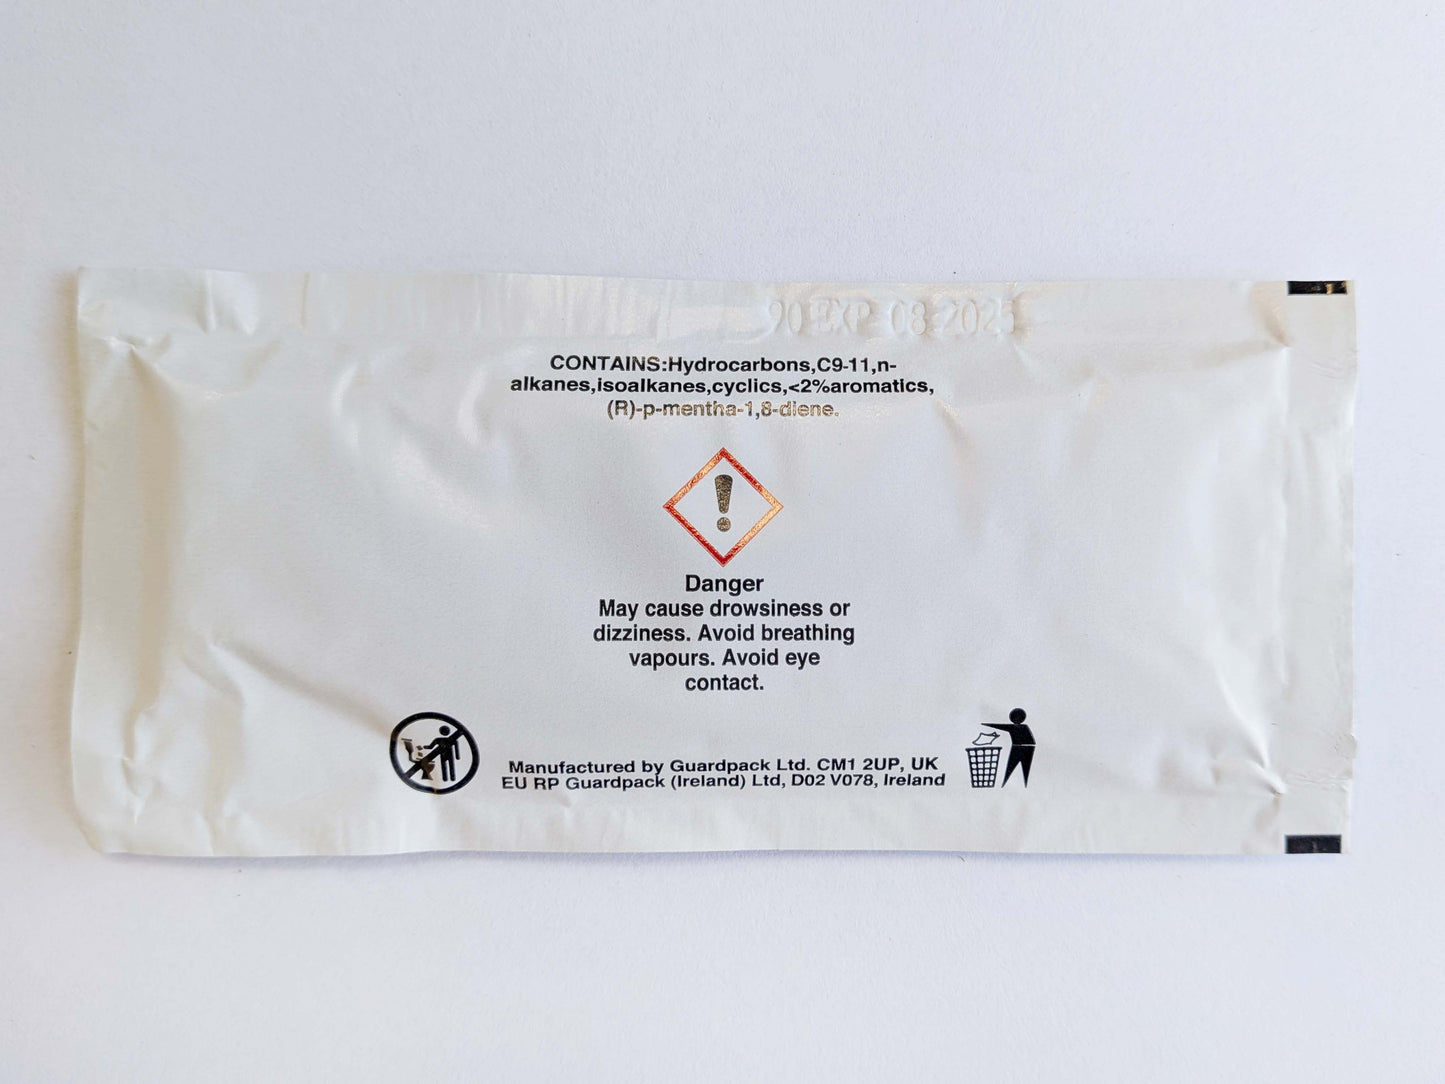 90 EXP 08 2025
CONTAINS:Hydrocarbons,C9-11,n-
alkanes,isoalkanes,cyclics,<2%aromatics,
(R)-p-mentha-1,8-diene.
Danger
May cause drowsiness or
dizziness. Avoid breathing
vapours. Avoid eye
contact.
Manufactured by Guardpack Ltd. CM1 2UP, UK
EU RP Guardpack (Ireland) Ltd, D02 V078, Ireland